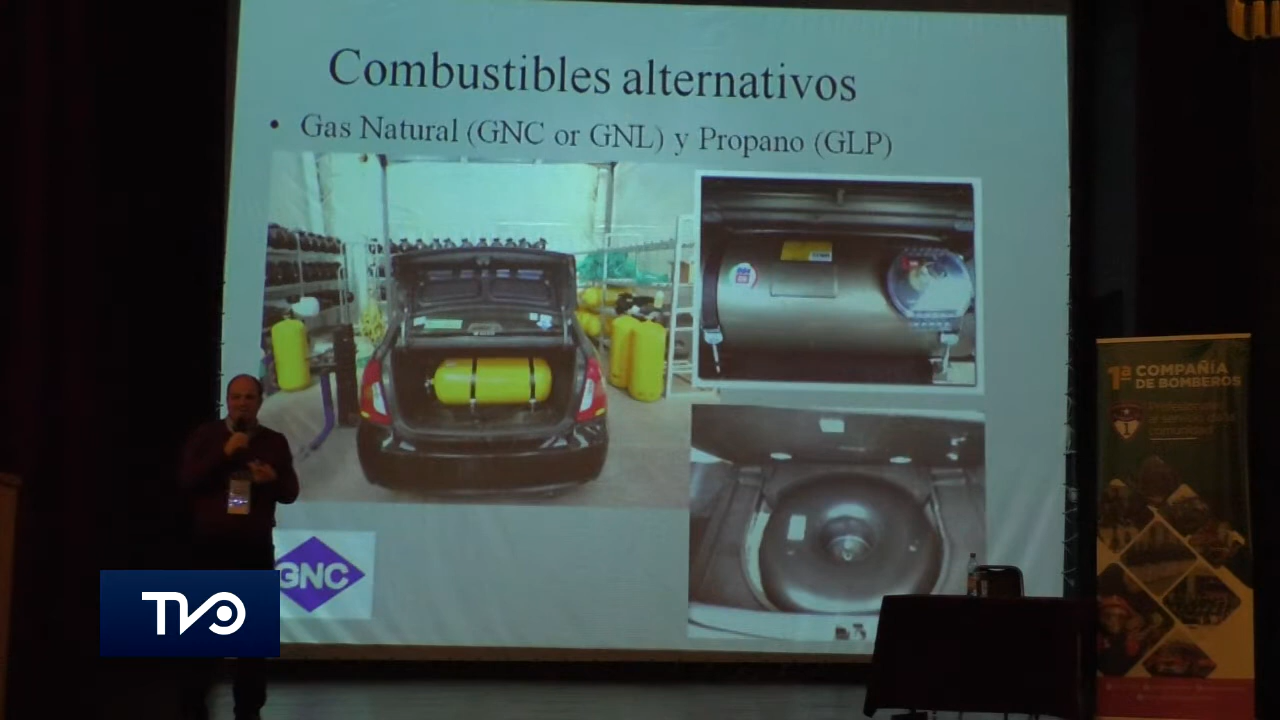 Combustibles alternativos
• Gas Natural (GNC or GNL) y Propano (GLP)
GNC
TVO
1ª COMPAÑÍA
DE BOMBEROS